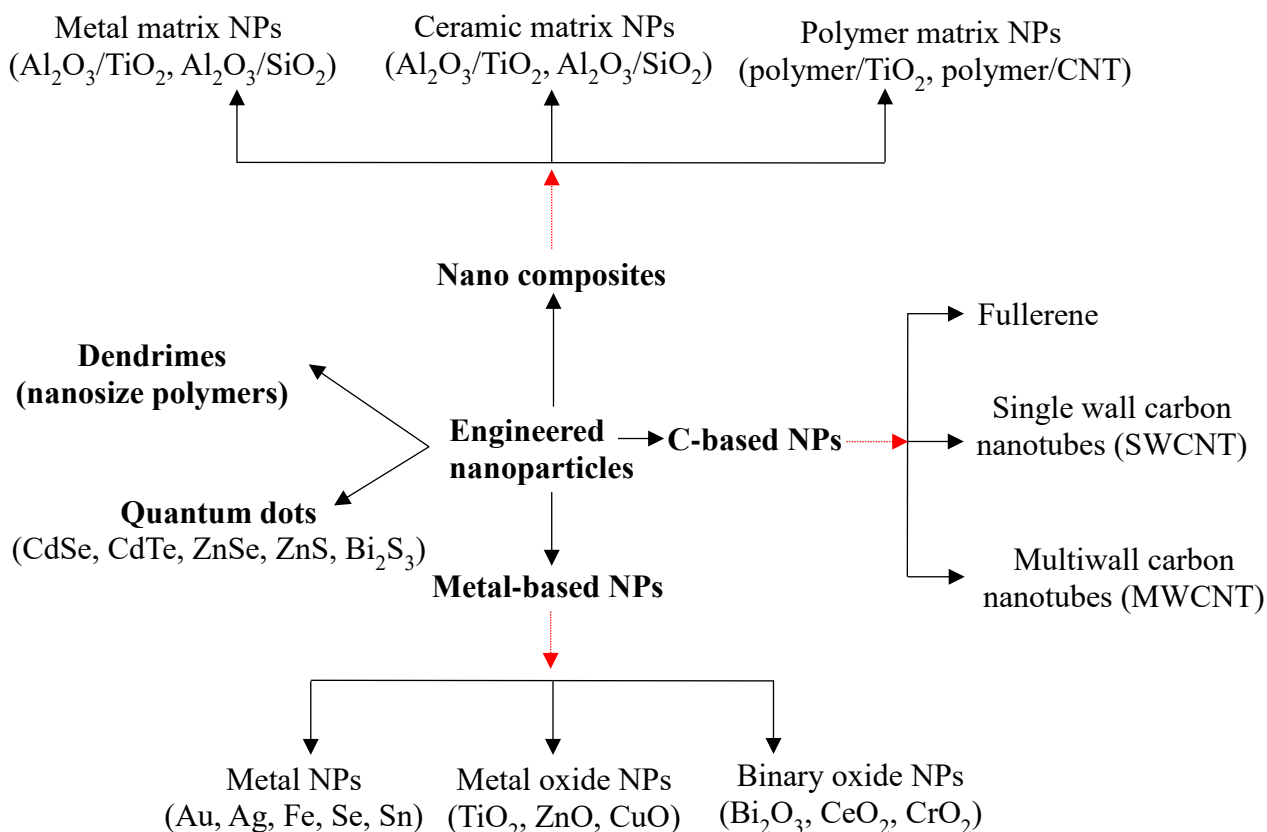 Metal matrix NPs
(Al₂O₃/TiO₂, Al₂O₃/SiO₂)
Ceramic matrix NPs
(Al₂O₃/TiO₂, Al₂O₃/SiO₂)
Polymer matrix NPs
(polymer/TiO₂, polymer/CNT)
Nano composites
Dendrimes
(nanosize polymers)
Engineered
nanoparticles
C-based NPs
Fullerene
Single wall carbon
nanotubes (SWCNT)
Multiwall carbon
nanotubes (MWCNT)
Quantum dots
(CdSe, CdTe, ZnSe, ZnS, Bi₂S₃)
Metal-based NPs
Metal NPs
(Au, Ag, Fe, Se, Sn)
Metal oxide NPs
(TiO₂, ZnO, CuO)
Binary oxide NPs
(Bi₂O₃, CeO₂, CrO₂)